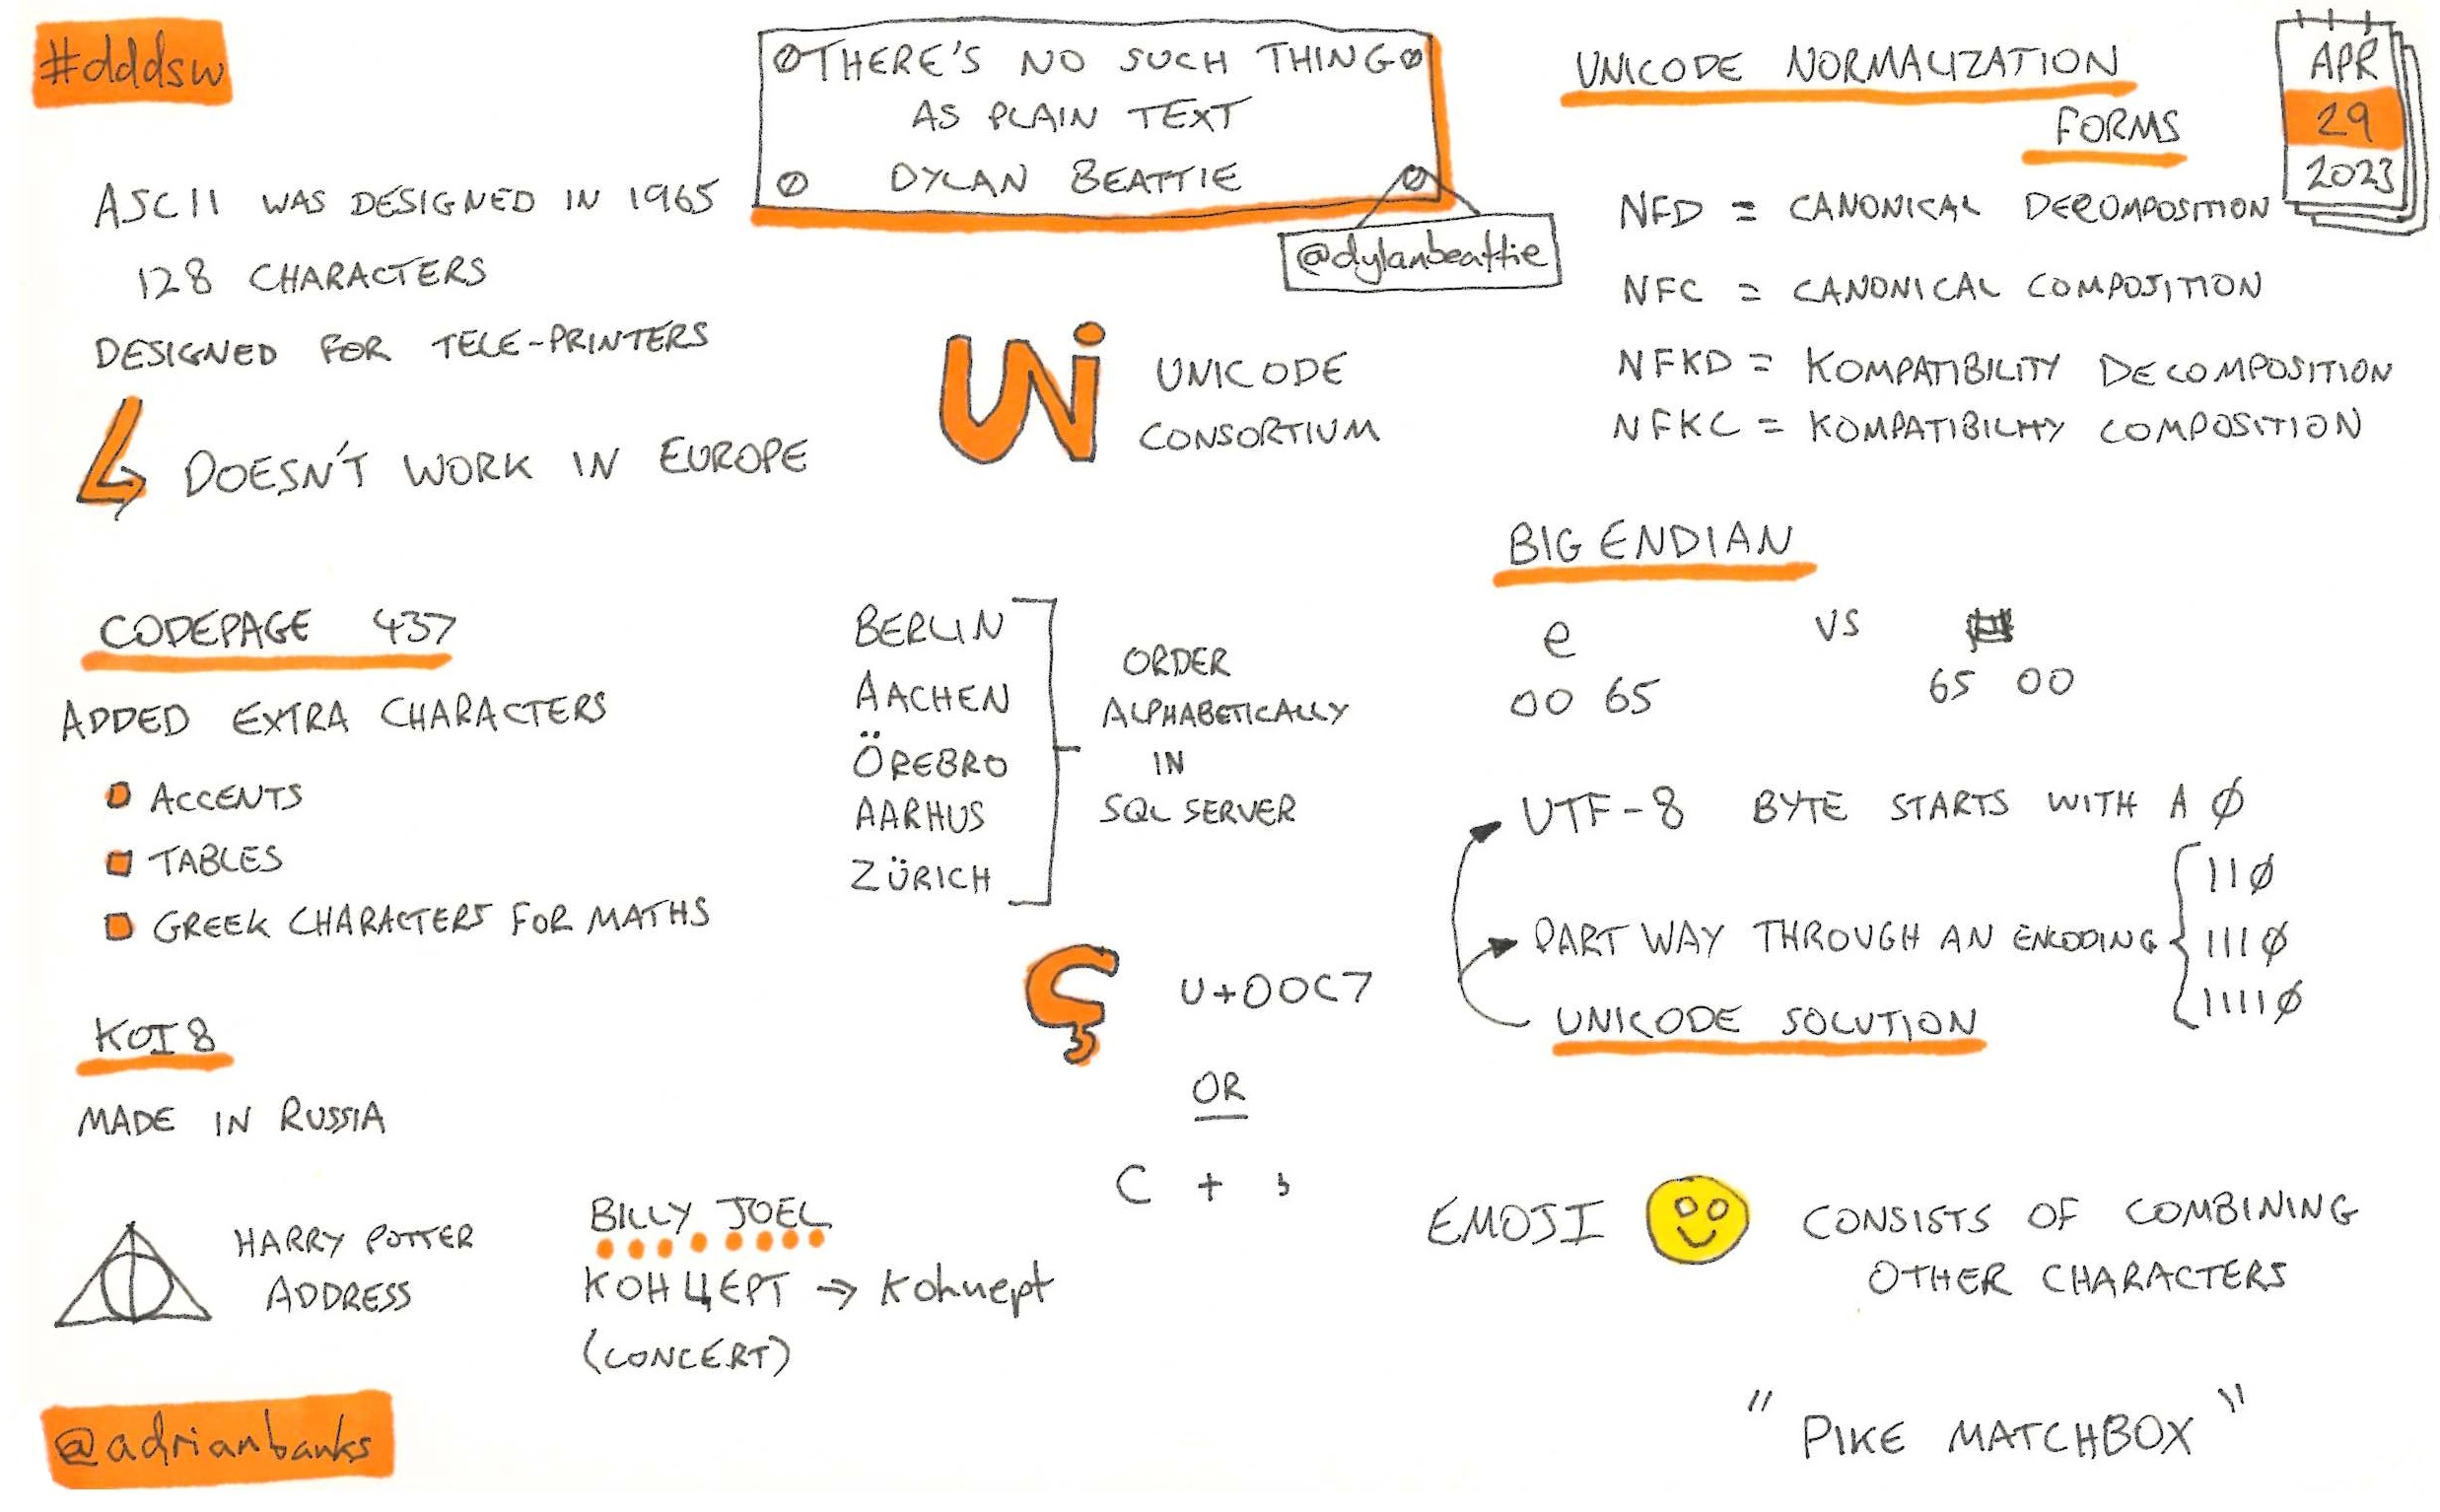 #dddsw
THERE'S NO SUCH THING
AS PLAIN TEXT
DYLAN BEATTIE
@dylanbeattie
APR
29
2023
ASCII WAS DESIGNED IN 1965
128 CHARACTERS
DESIGNED FOR TELE-PRINTERS
DOESN'T WORK IN EUROPE
CODEPAGE 437
ADDED EXTRA CHARACTERS
ACCENTS
TABLES
GREEK CHARACTERS FOR MATHS
KOI8
MADE IN RUSSIA
HARRY POTTER
ADDRESS
BILLY JOEL
КОНЦЕРТ → Kohuept
(CONCERT)
@adrianbanks
UNi
UNICODE
CONSORTIUM
BERLIN
AACHEN
ÖREBRO
AARHUS
ZÜRICH
ORDER
ALPHABETICALLY
IN
SQL SERVER
Ç U+00C7
OR
C + ̧
UNICODE NORMALIZATION
FORMS
NFD = CANONICAL DECOMPOSITION
NFC = CANONICAL COMPOSITION
NFKD = KOMPATIBILITY DECOMPOSITION
NFKC = KOMPATIBILITY COMPOSITION
BIG ENDIAN
e VS
00 65 65 00
UTF-8 BYTE STARTS WITH A 0
PART WAY THROUGH AN ENCODING
110
1110
11110
UNICODE SOLUTION
EMOJI CONSISTS OF COMBINING
OTHER CHARACTERS
"PIKE MATCHBOX"